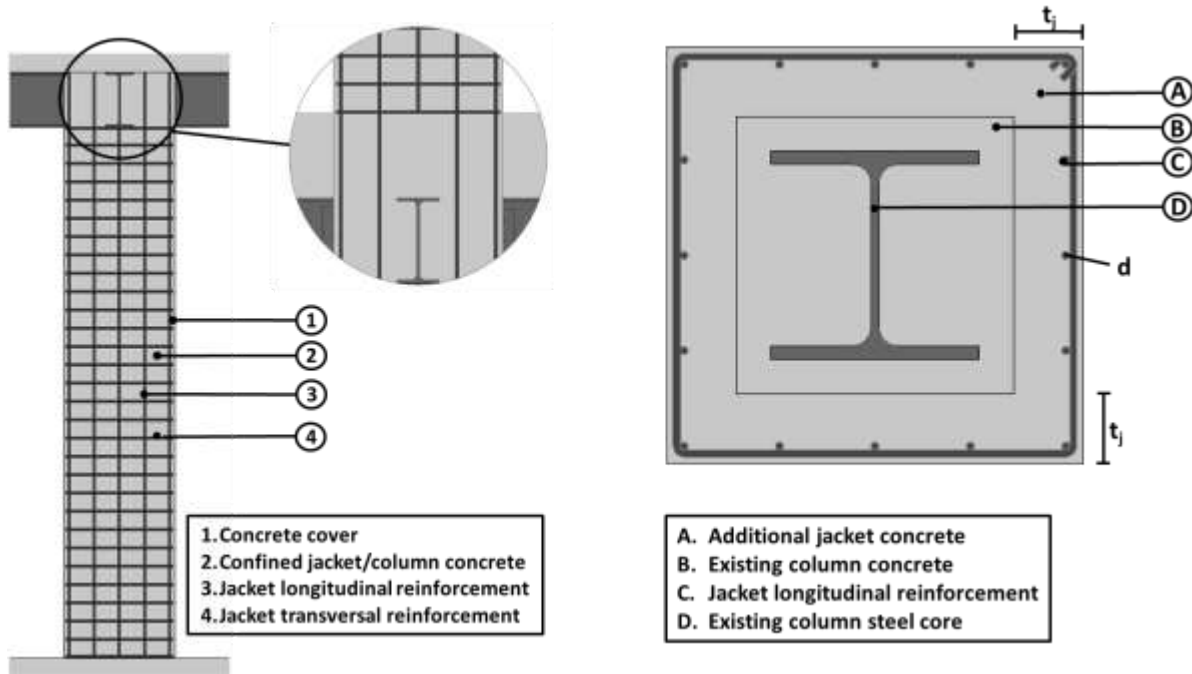 1
2
3
4
1.Concrete cover
2.Confined jacket/column concrete
3.Jacket longitudinal reinforcement
4.Jacket transversal reinforcement
tj
A
B
C
D
d
tj
A. Additional jacket concrete
B. Existing column concrete
C. Jacket longitudinal reinforcement
D. Existing column steel core